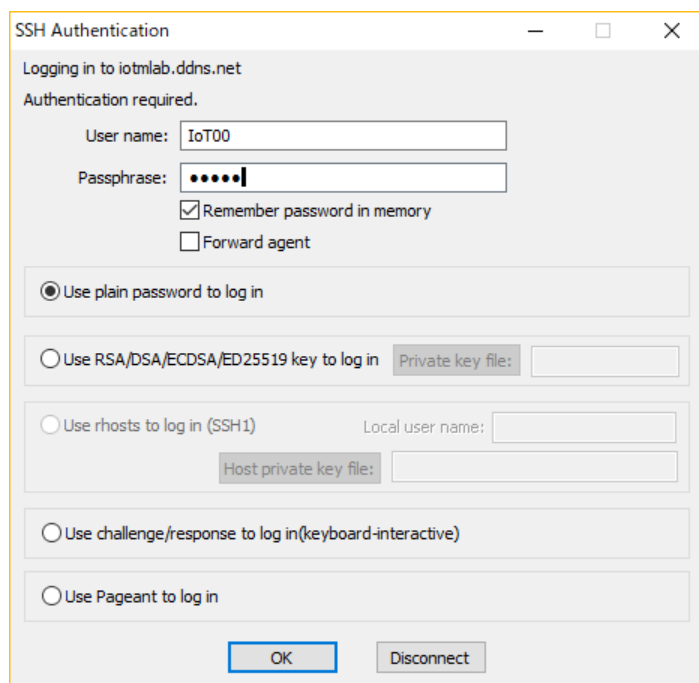 SSH Authentication
Logging in to iotmlab.ddns.net
Authentication required.
User name: IoT00
Passphrase: •••••
Remember password in memory
Forward agent
Use plain password to log in
Use RSA/DSA/ECDSA/ED25519 key to log in Private key file:
Use rhosts to log in (SSH1) Local user name:
Host private key file:
Use challenge/response to log in(keyboard-interactive)
Use Pageant to log in
OK Disconnect